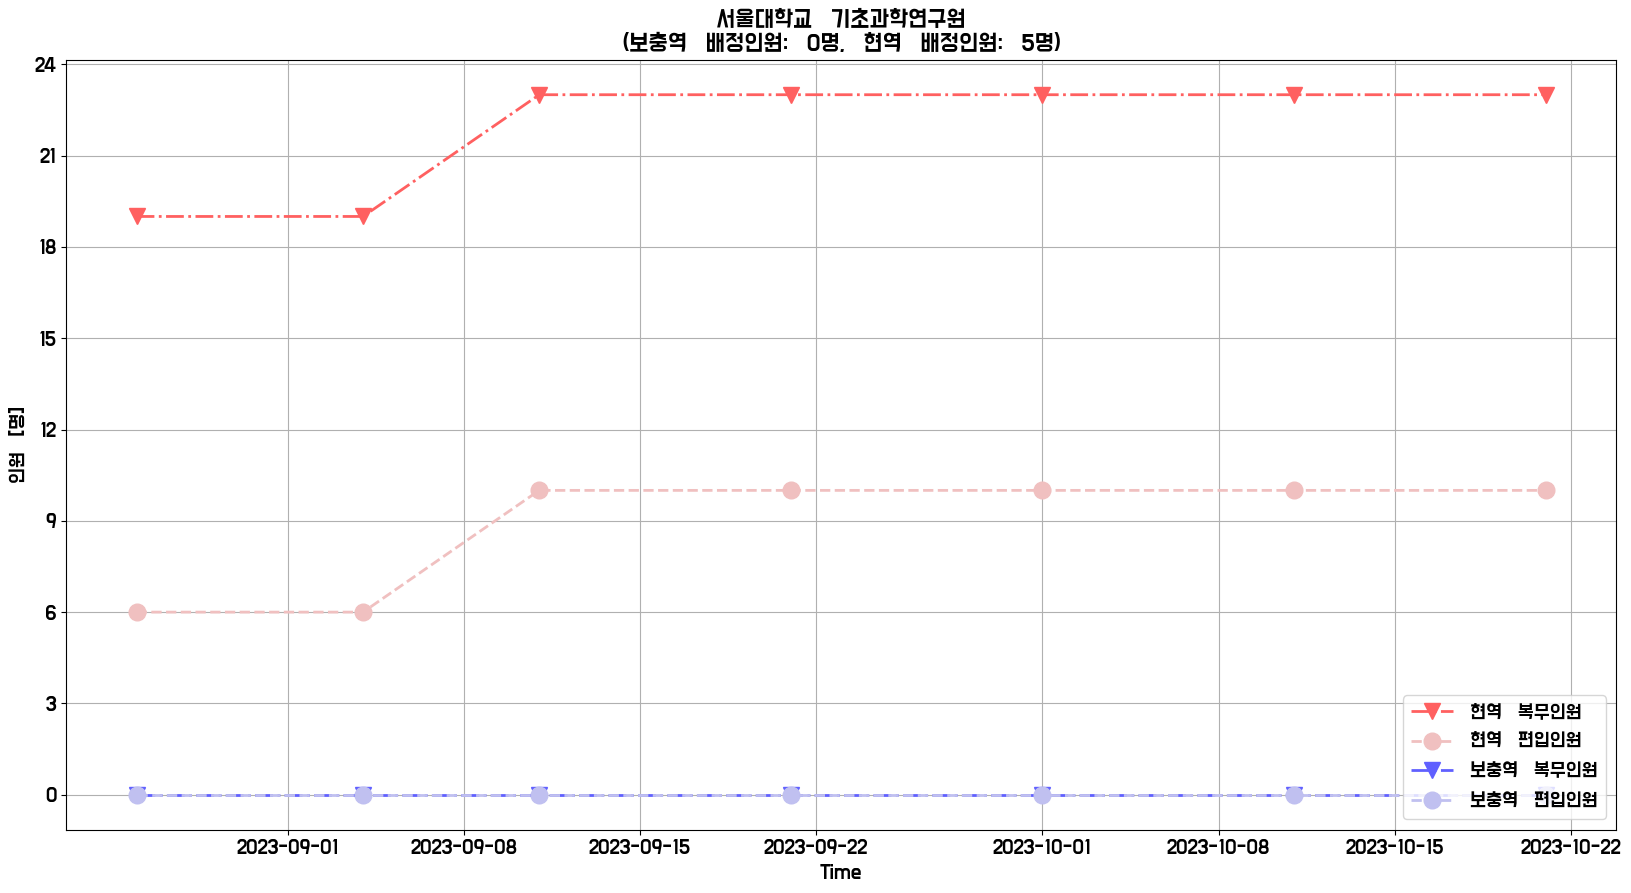 서울대학교 기초과학연구원
(보충역 배정인원: 0명, 현역 배정인원: 5명)
24
21
18
15
12
9
6
3
0
인원 [명]
2023-09-01
2023-09-08
2023-09-15
2023-09-22
2023-10-01
2023-10-08
2023-10-15
2023-10-22
Time
현역 복무인원
현역 편입인원
보충역 복무인원
보충역 편입인원